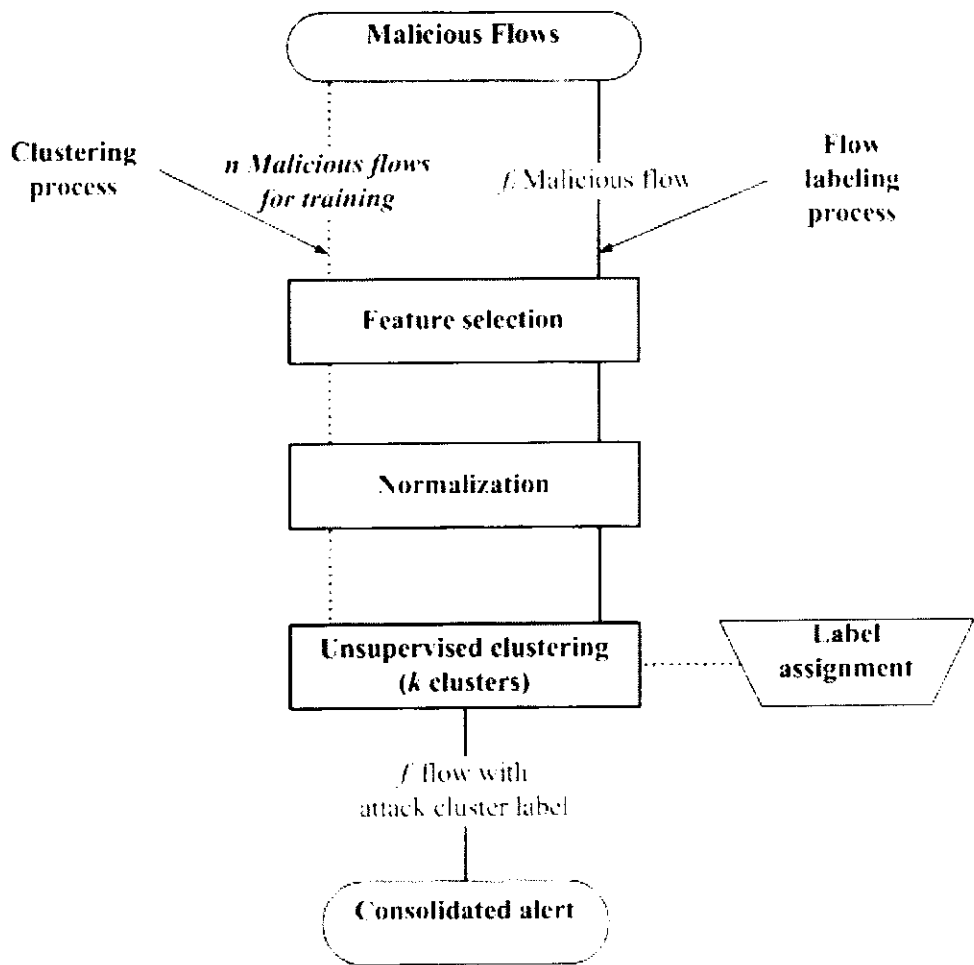 Malicious Flows
Clustering
process
n Malicious flows
for training
f Malicious flow
Flow
labeling
process
Feature selection
Normalization
Unsupervised clustering
(k clusters)
Label
assignment
f flow with
attack cluster label
Consolidated alert